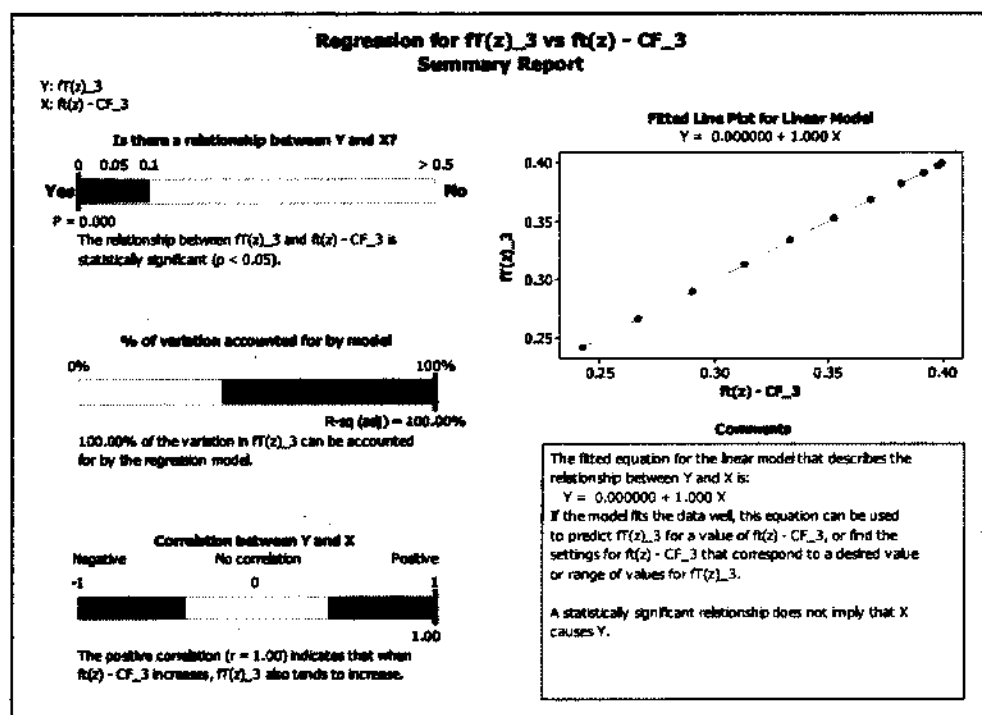 Regression for fT(z)_3 vs ft(z) - CF_3
Summary Report
Y: fT(z)_3
X: ft(z) - CF_3
Is there a relationship between Y and X?
0 0.05 0.1 > 0.5
Yes No
P = 0.000
The relationship between fT(z)_3 and ft(z) - CF_3 is
statistically significant (p < 0.05).
% of variation accounted for by model
0% 100%
R-sq (adj) = 100.00%
100.00% of the variation in fT(z)_3 can be accounted
for by the regression model.
Correlation between Y and X
Negative No correlation Positive
-1 0 1
1.00
The positive correlation (r = 1.00) indicates that when
ft(z) - CF_3 increases, fT(z)_3 also tends to increase.
Fitted Line Plot for Linear Model
Y = 0.000000 + 1.000 X
0.40
0.35
0.30
0.25
fT(z)_3
0.25 0.30 0.35 0.40
ft(z) - CF_3
Comments
The fitted equation for the linear model that describes the
relationship between Y and X is:
Y = 0.000000 + 1.000 X
If the model fits the data well, this equation can be used
to predict fT(z)_3 for a value of ft(z) - CF_3, or find the
settings for ft(z) - CF_3 that correspond to a desired value
or range of values for fT(z)_3.
A statistically significant relationship does not imply that X
causes Y.